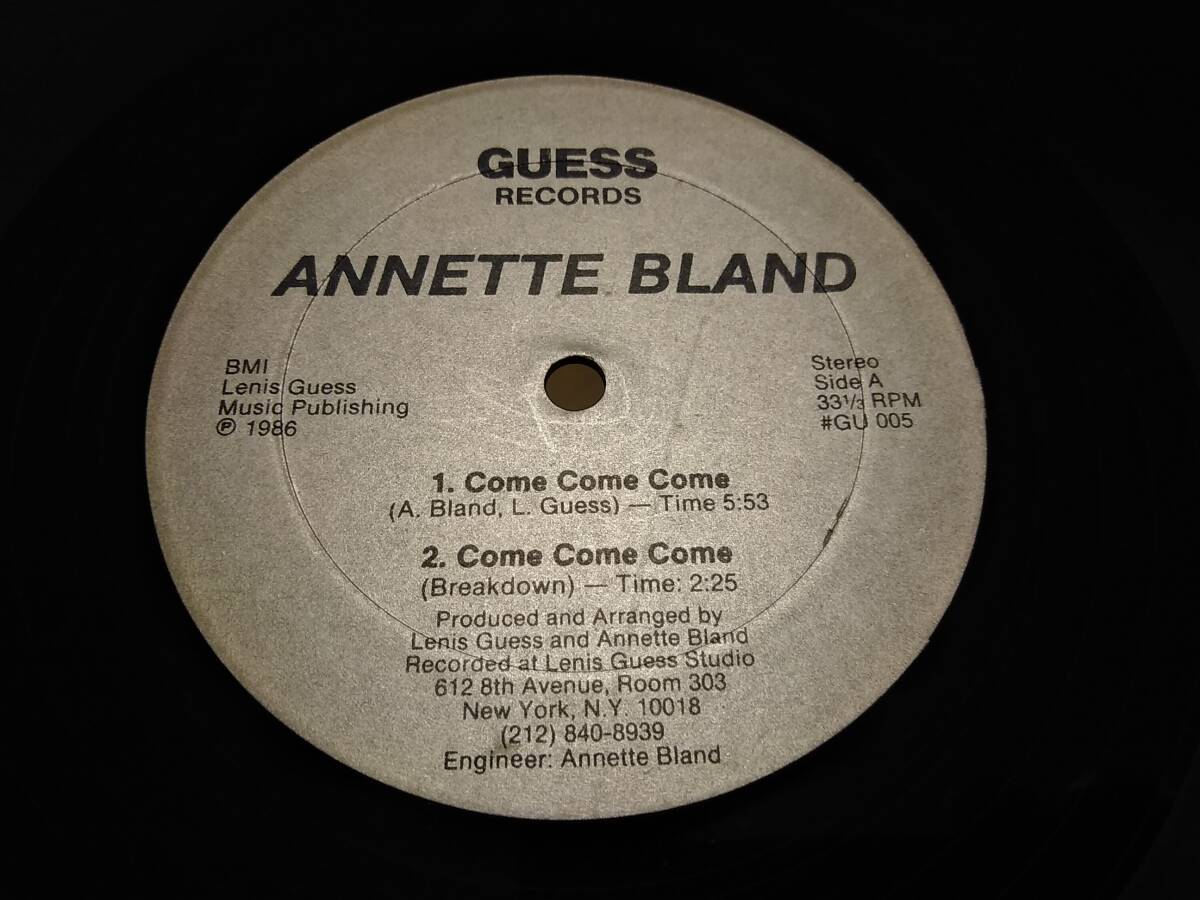 GUESS
RECORDS
ANNETTE BLAND
BMI
Lenis Guess
Music Publishing
℗ 1986
Stereo
Side A
33 1/3 RPM
#GU 005
1. Come Come Come
(A. Bland, L. Guess) — Time 5:53
2. Come Come Come
(Breakdown) — Time: 2:25
Produced and Arranged by
Lenis Guess and Annette Bland
Recorded at Lenis Guess Studio
612 8th Avenue, Room 303
New York, N.Y. 10018
(212) 840-8939
Engineer: Annette Bland